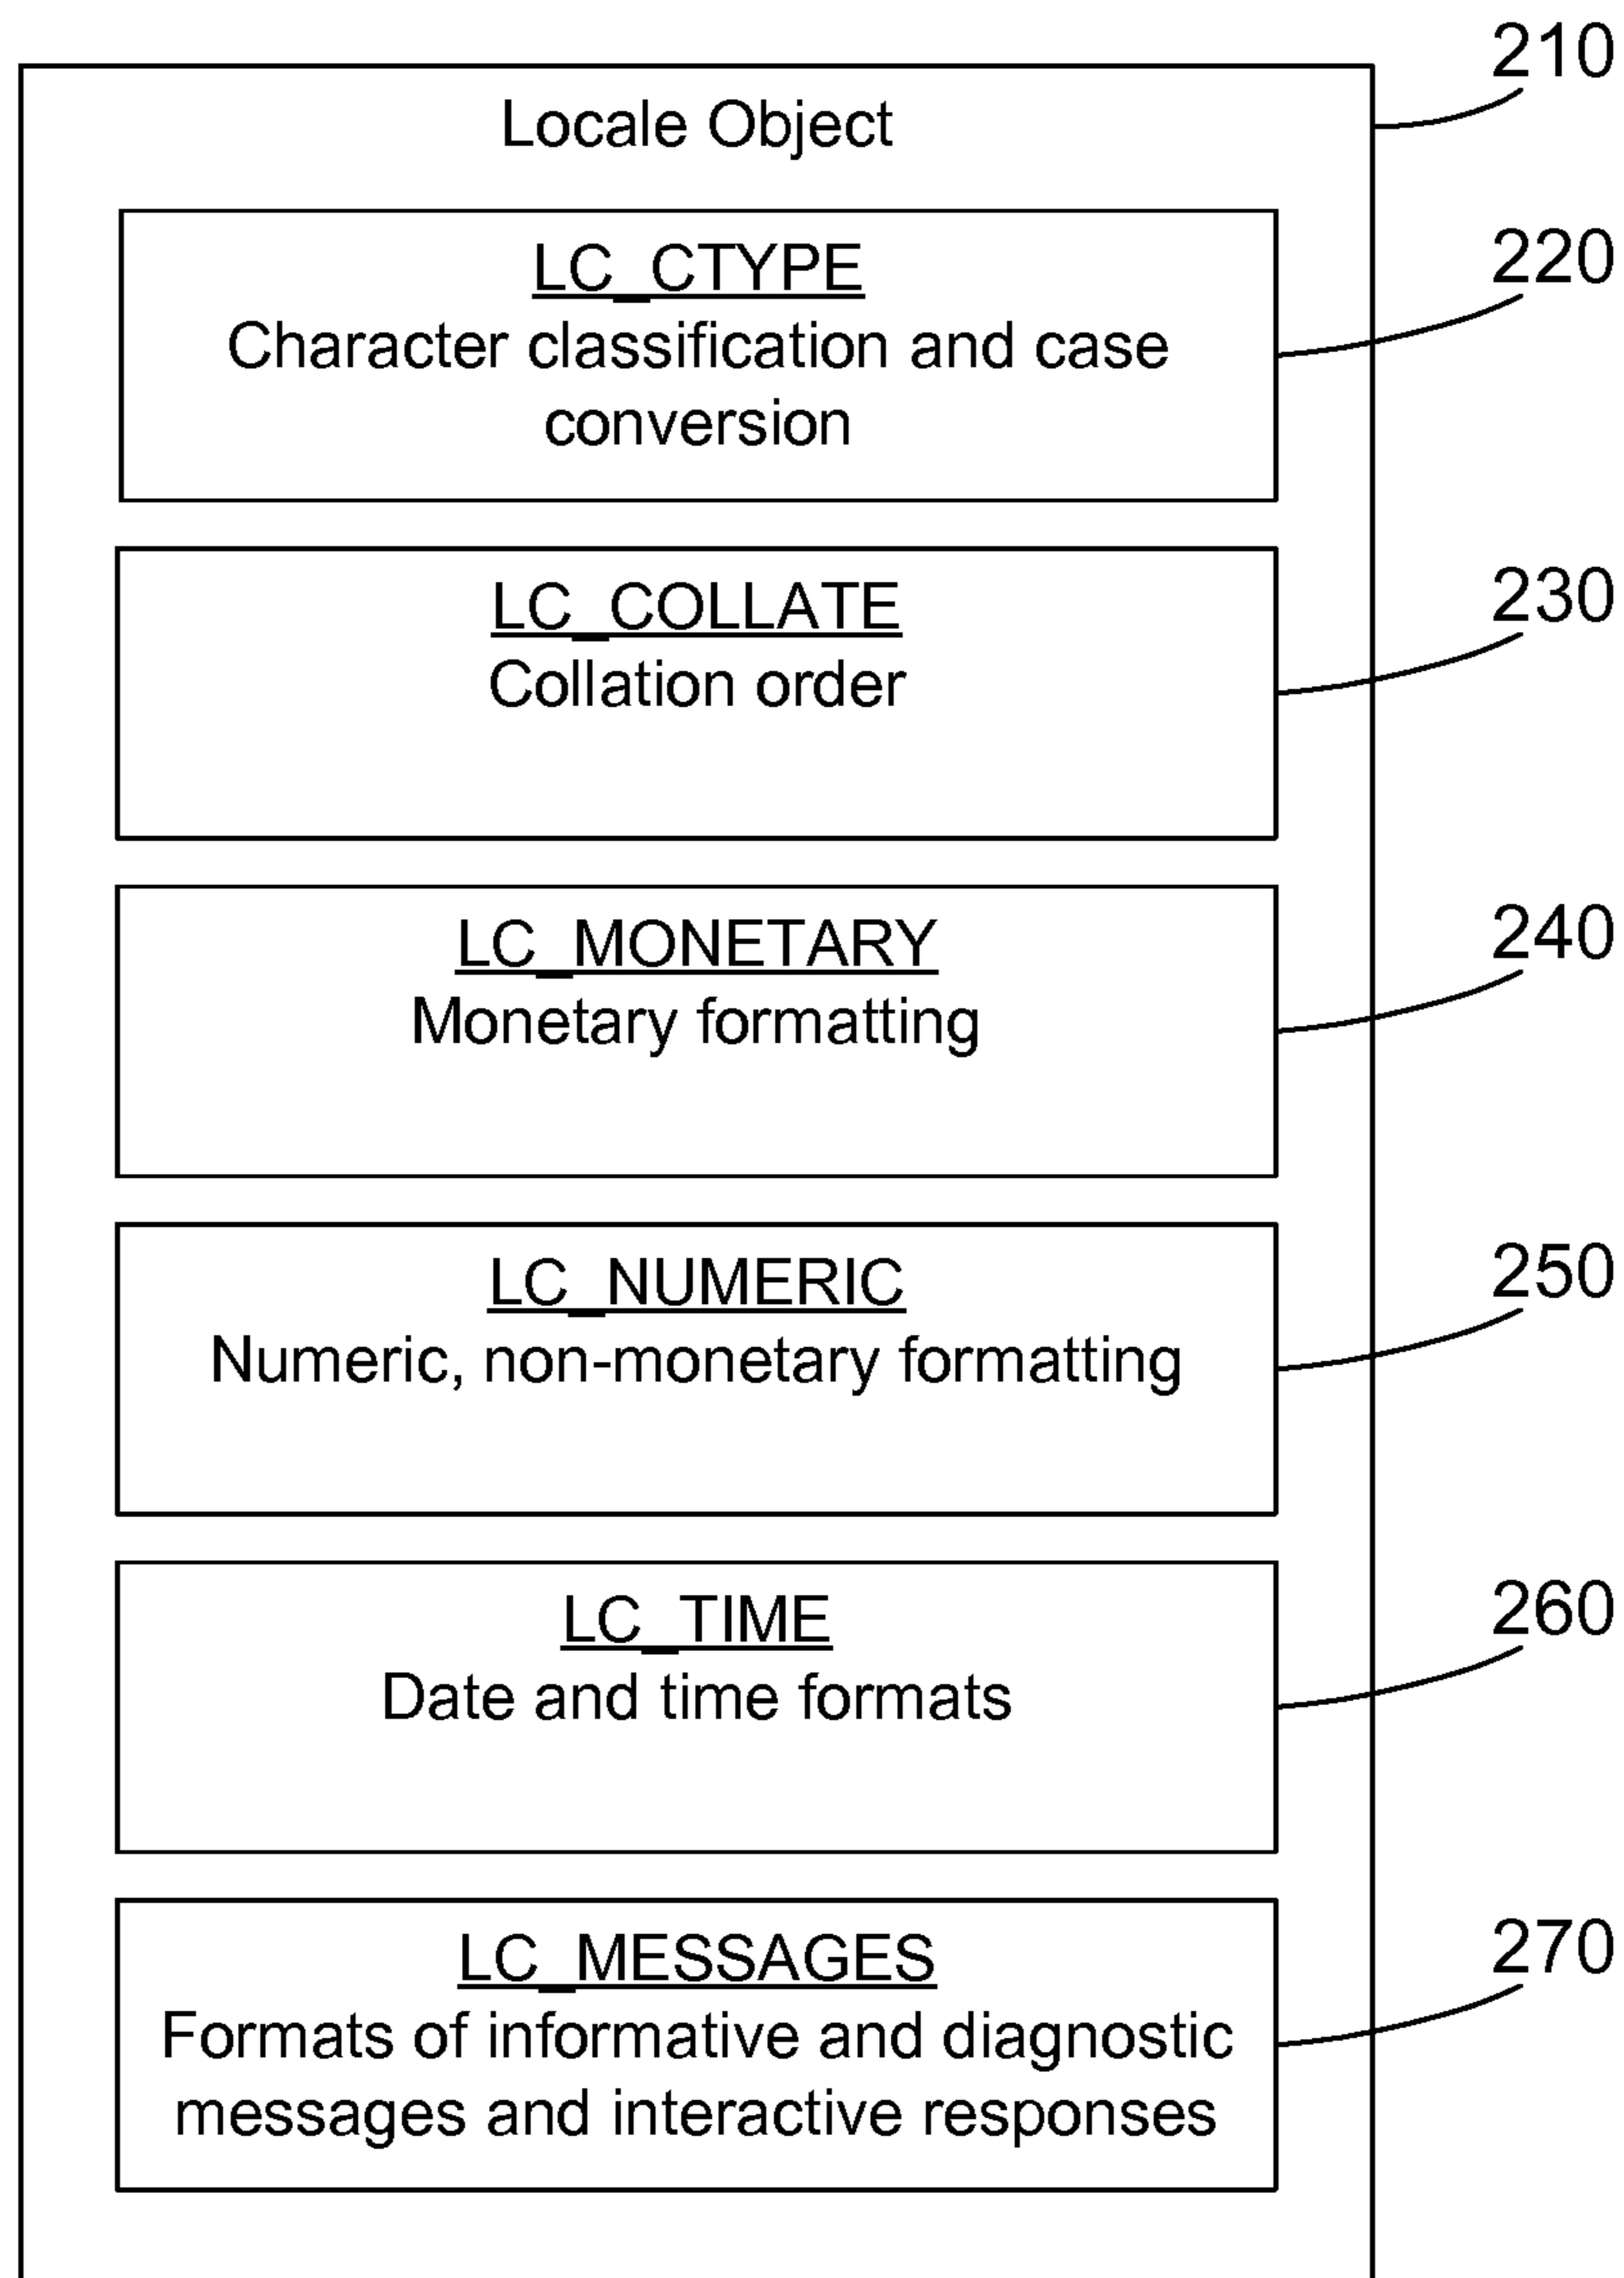 210
Locale Object
220
LC_CTYPE
Character classification and case
conversion
230
LC_COLLATE
Collation order
240
LC_MONETARY
Monetary formatting
250
LC_NUMERIC
Numeric, non-monetary formatting
260
LC_TIME
Date and time formats
270
LC_MESSAGES
Formats of informative and diagnostic
messages and interactive responses